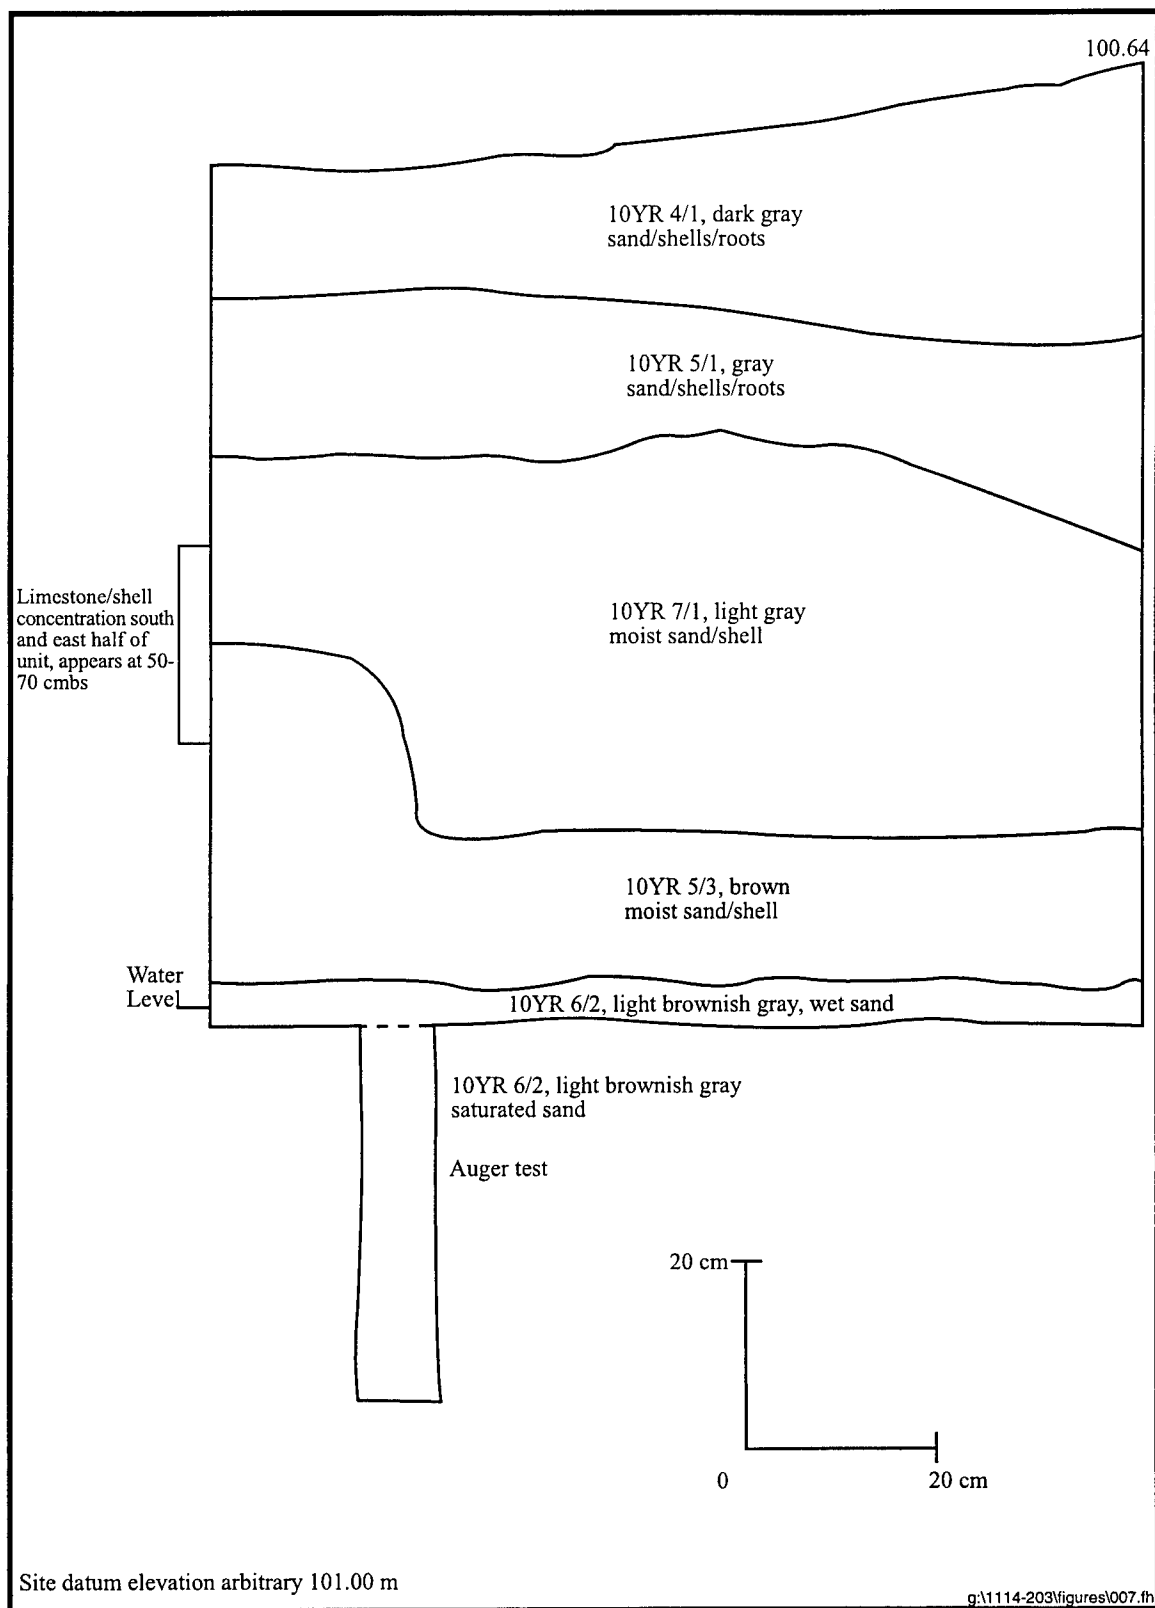 100.64
10YR 4/1, dark gray
sand/shells/roots
10YR 5/1, gray
sand/shells/roots
Limestone/shell
concentration south
and east half of
unit, appears at 50-
70 cmbs
10YR 7/1, light gray
moist sand/shell
10YR 5/3, brown
moist sand/shell
Water
Level
10YR 6/2, light brownish gray, wet sand
10YR 6/2, light brownish gray
saturated sand
Auger test
20 cm
0
20 cm
Site datum elevation arbitrary 101.00 m
g:\1114-203\figures\007.fh